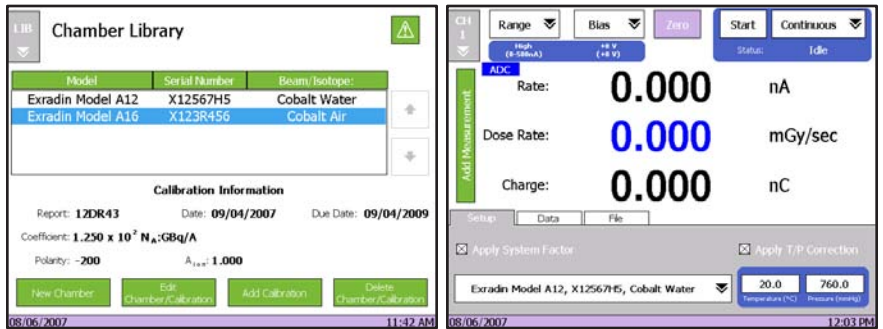 LIB
Chamber Library
Model Serial Number Beam/Isotope:
Exradin Model A12 X12567H5 Cobalt Water
Exradin Model A16 X123R456 Cobalt Air
Calibration Information
Report: 12DR43 Date: 09/04/2007 Due Date: 09/04/2009
Coefficient: 1.250 x 10² N_A:GBq/A
Polarity: -200 A_ion: 1.000
New Chamber Edit Chamber/Calibration Add Calibration Delete Chamber/Calibration
08/06/2007 11:42 AM
CH 1
Range Bias Zero Start Continuous
High (0-500nA) +8 V (+8 V) Status: Idle
ADC
Add Measurement
Rate: 0.000 nA
Dose Rate: 0.000 mGy/sec
Charge: 0.000 nC
Setup Data File
Apply System Factor Apply T/P Correction
Exradin Model A12, X12567H5, Cobalt Water 20.0 760.0
Temperature (°C) Pressure (mmHg)
08/06/2007 12:03 PM